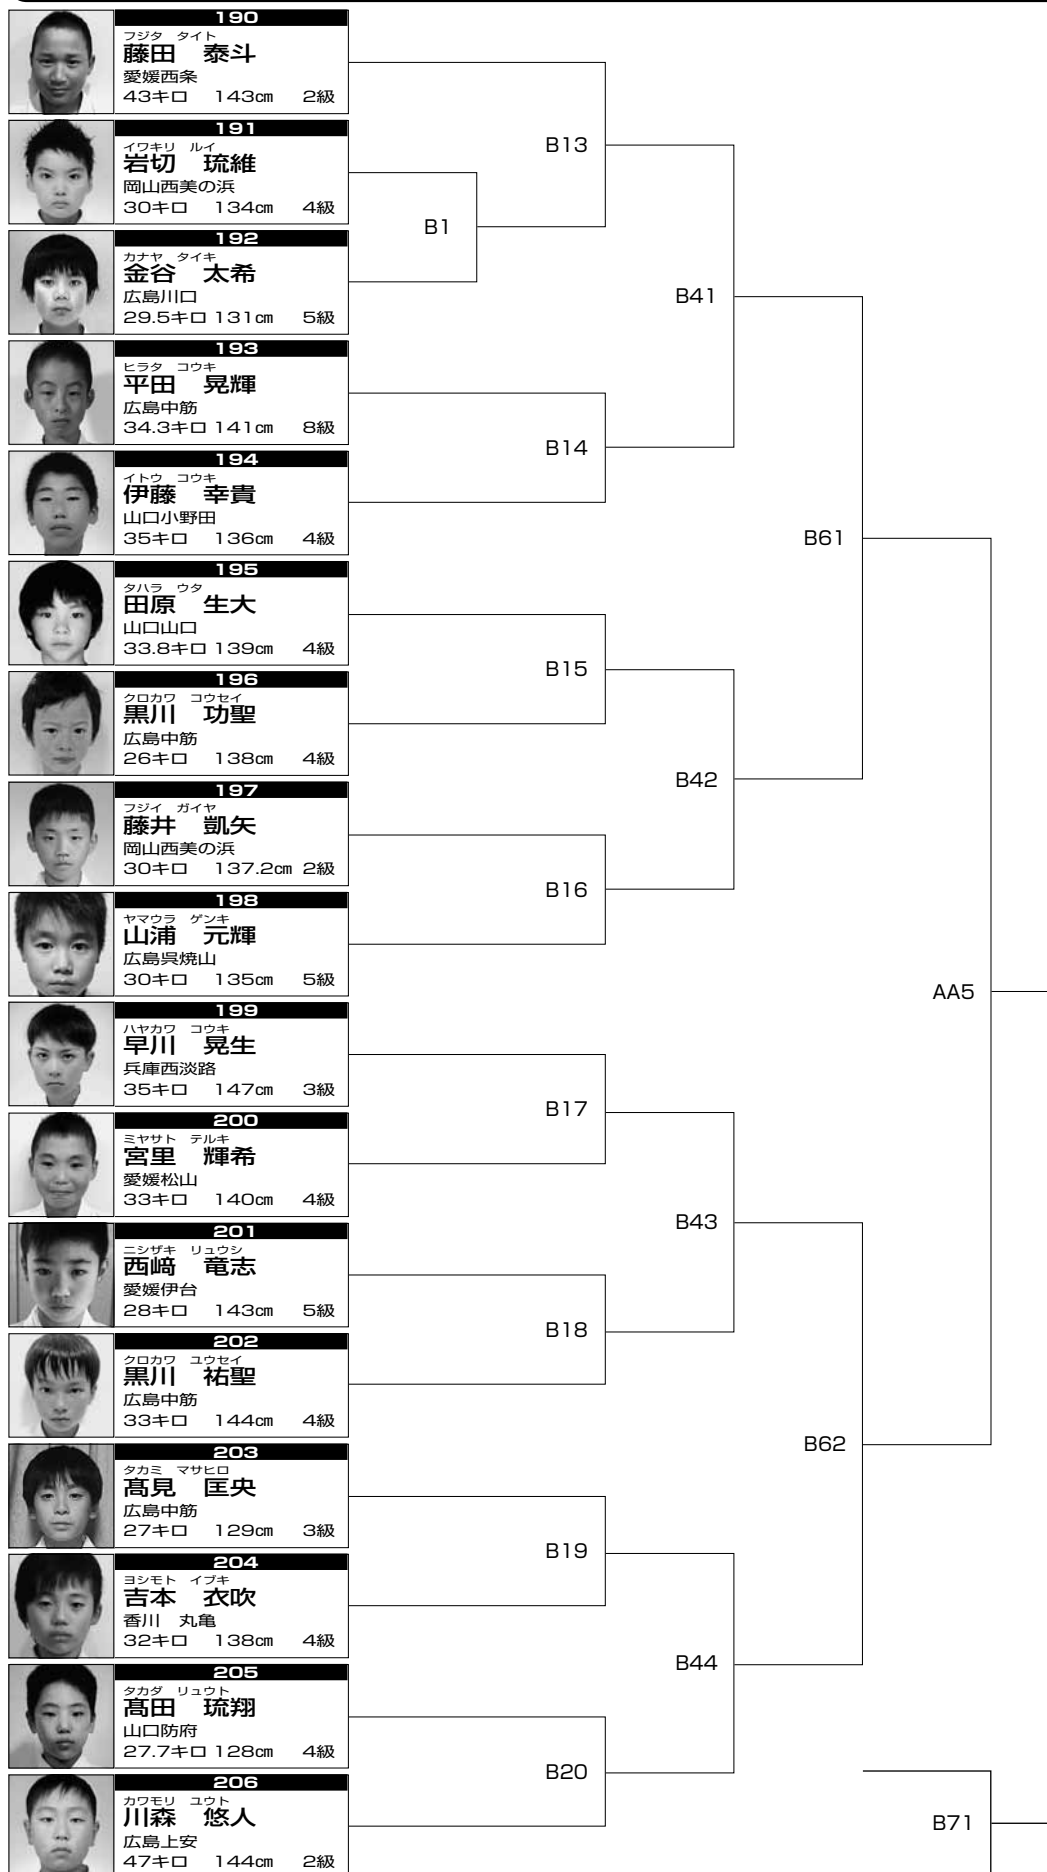 190
フジタ タイト
藤田 泰斗
愛媛西条
43キロ 143㎝ 2級
191
イワキリ ルイ
岩切 琉維
岡山西美の浜
30キロ 134㎝ 4級
192
カナヤ タイキ
金谷 太希
広島川口
29.5キロ 131㎝ 5級
193
ヒラタ コウキ
平田 晃輝
広島中筋
34.3キロ 141㎝ 8級
194
イトウ コウキ
伊藤 幸貴
山口小野田
35キロ 136㎝ 4級
195
タハラ ウタ
田原 生大
山口山口
33.8キロ 139㎝ 4級
196
クロカワ コウセイ
黒川 功聖
広島中筋
26キロ 138㎝ 4級
197
フジイ ガイヤ
藤井 凱矢
岡山西美の浜
30キロ 137.2㎝ 2級
198
ヤマウラ ゲンキ
山浦 元輝
広島呉焼山
30キロ 135㎝ 5級
199
ハヤカワ コウキ
早川 晃生
兵庫西淡路
35キロ 147㎝ 3級
200
ミヤサト テルキ
宮里 輝希
愛媛松山
33キロ 140㎝ 4級
201
ニシザキ リュウシ
西﨑 竜志
愛媛伊台
28キロ 143㎝ 5級
202
クロカワ ユウセイ
黒川 祐聖
広島中筋
33キロ 144㎝ 4級
203
タカミ マサヒロ
髙見 匡央
広島中筋
27キロ 129㎝ 3級
204
ヨシモト イブキ
吉本 衣吹
香川 丸亀
32キロ 138㎝ 4級
205
タカダ リュウト
髙田 琉翔
山口防府
27.7キロ 128㎝ 4級
206
カワモリ ユウト
川森 悠人
広島上安
47キロ 144㎝ 2級
B1
B13
B14
B15
B16
B17
B18
B19
B20
B41
B42
B43
B44
B61
B62
AA5
B71